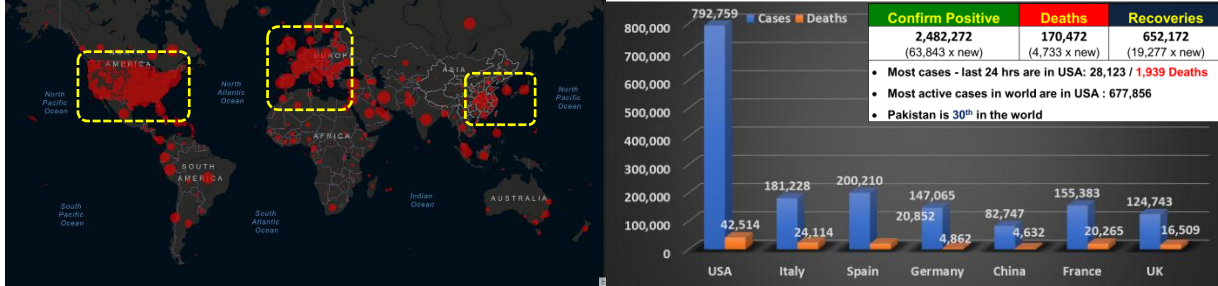 NORTH
AMERICA
EUROPE
ASIA
North
Pacific
Ocean
North
Atlantic
Ocean
North
Pacific
Ocean
AFRICA
SOUTH
AMERICA
Indian
Ocean
AUSTRALIA
South
Pacific
Ocean
South
Atlantic
Ocean
Cases Deaths
792,759
800,000
700,000
600,000
500,000
400,000
300,000
200,000
100,000
0
42,514
181,228
24,114
200,210
20,852
147,065
4,862
82,747
4,632
155,383
20,265
124,743
16,509
USA Italy Spain Germany China France UK
Confirm Positive Deaths Recoveries
2,482,272 170,472 652,172
(63,843 x new) (4,733 x new) (19,277 x new)
• Most cases - last 24 hrs are in USA: 28,123 / 1,939 Deaths
• Most active cases in world are in USA : 677,856
• Pakistan is 30th in the world